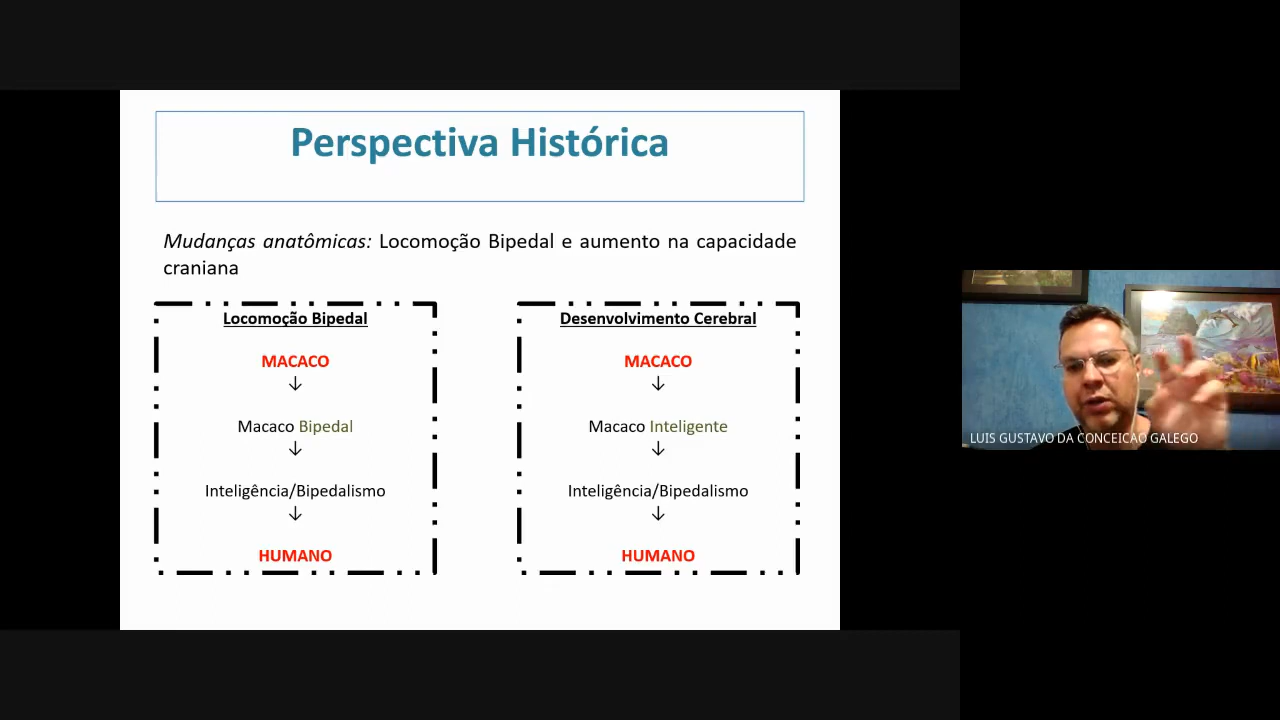 Perspectiva Histórica
Mudanças anatômicas: Locomoção Bipedal e aumento na capacidade
craniana
Locomoção Bipedal
MACACO
↓
Macaco Bipedal
↓
Inteligência/Bipedalismo
↓
HUMANO
Desenvolvimento Cerebral
MACACO
↓
Macaco Inteligente
↓
Inteligência/Bipedalismo
↓
HUMANO
LUIS GUSTAVO DA CONCEICAO GALEGO